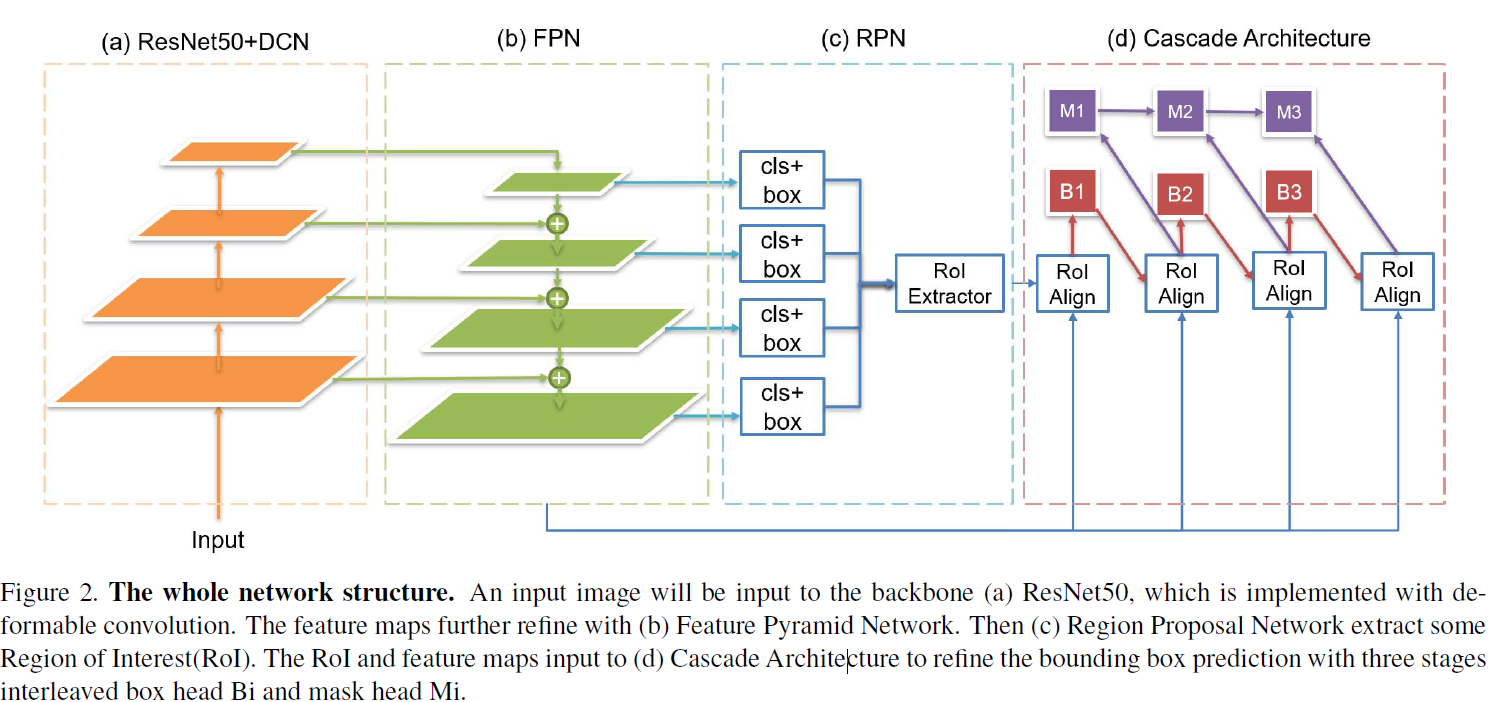 (a) ResNet50+DCN
(b) FPN
(c) RPN
(d) Cascade Architecture
M1
M2
M3
cls+
box
B1
B2
B3
cls+
box
RoI
Extractor
RoI
Align
RoI
Align
RoI
Align
RoI
Align
cls+
box
cls+
box
Input
Figure 2. The whole network structure. An input image will be input to the backbone (a) ResNet50, which is implemented with de-
formable convolution. The feature maps further refine with (b) Feature Pyramid Network. Then (c) Region Proposal Network extract some
Region of Interest(RoI). The RoI and feature maps input to (d) Cascade Architecture to refine the bounding box prediction with three stages
interleaved box head Bi and mask head Mi.